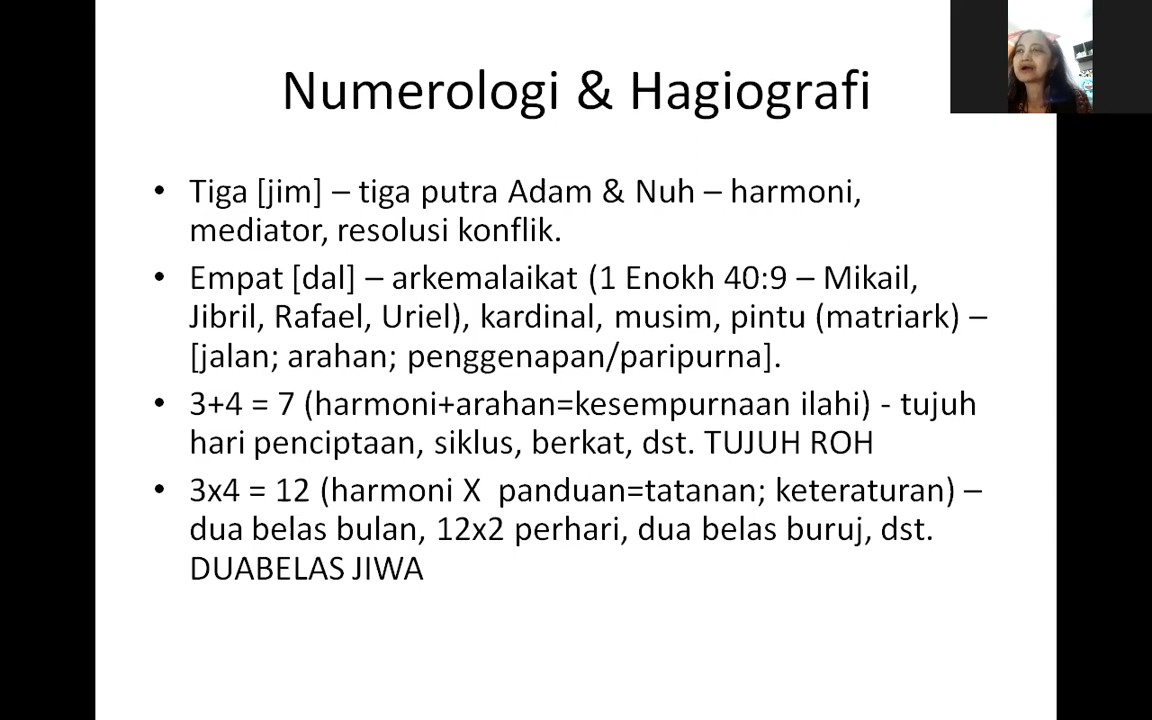 Numerologi & Hagiografi
• Tiga [jim] – tiga putra Adam & Nuh – harmoni,
mediator, resolusi konflik.
• Empat [dal] – arkemalaikat (1 Enokh 40:9 – Mikail,
Jibril, Rafael, Uriel), kardinal, musim, pintu (matriark) –
[jalan; arahan; penggenapan/paripurna].
• 3+4 = 7 (harmoni+arahan=kesempurnaan ilahi) - tujuh
hari penciptaan, siklus, berkat, dst. TUJUH ROH
• 3x4 = 12 (harmoni X  panduan=tatanan; keteraturan) –
dua belas bulan, 12x2 perhari, dua belas buruj, dst.
DUABELAS JIWA